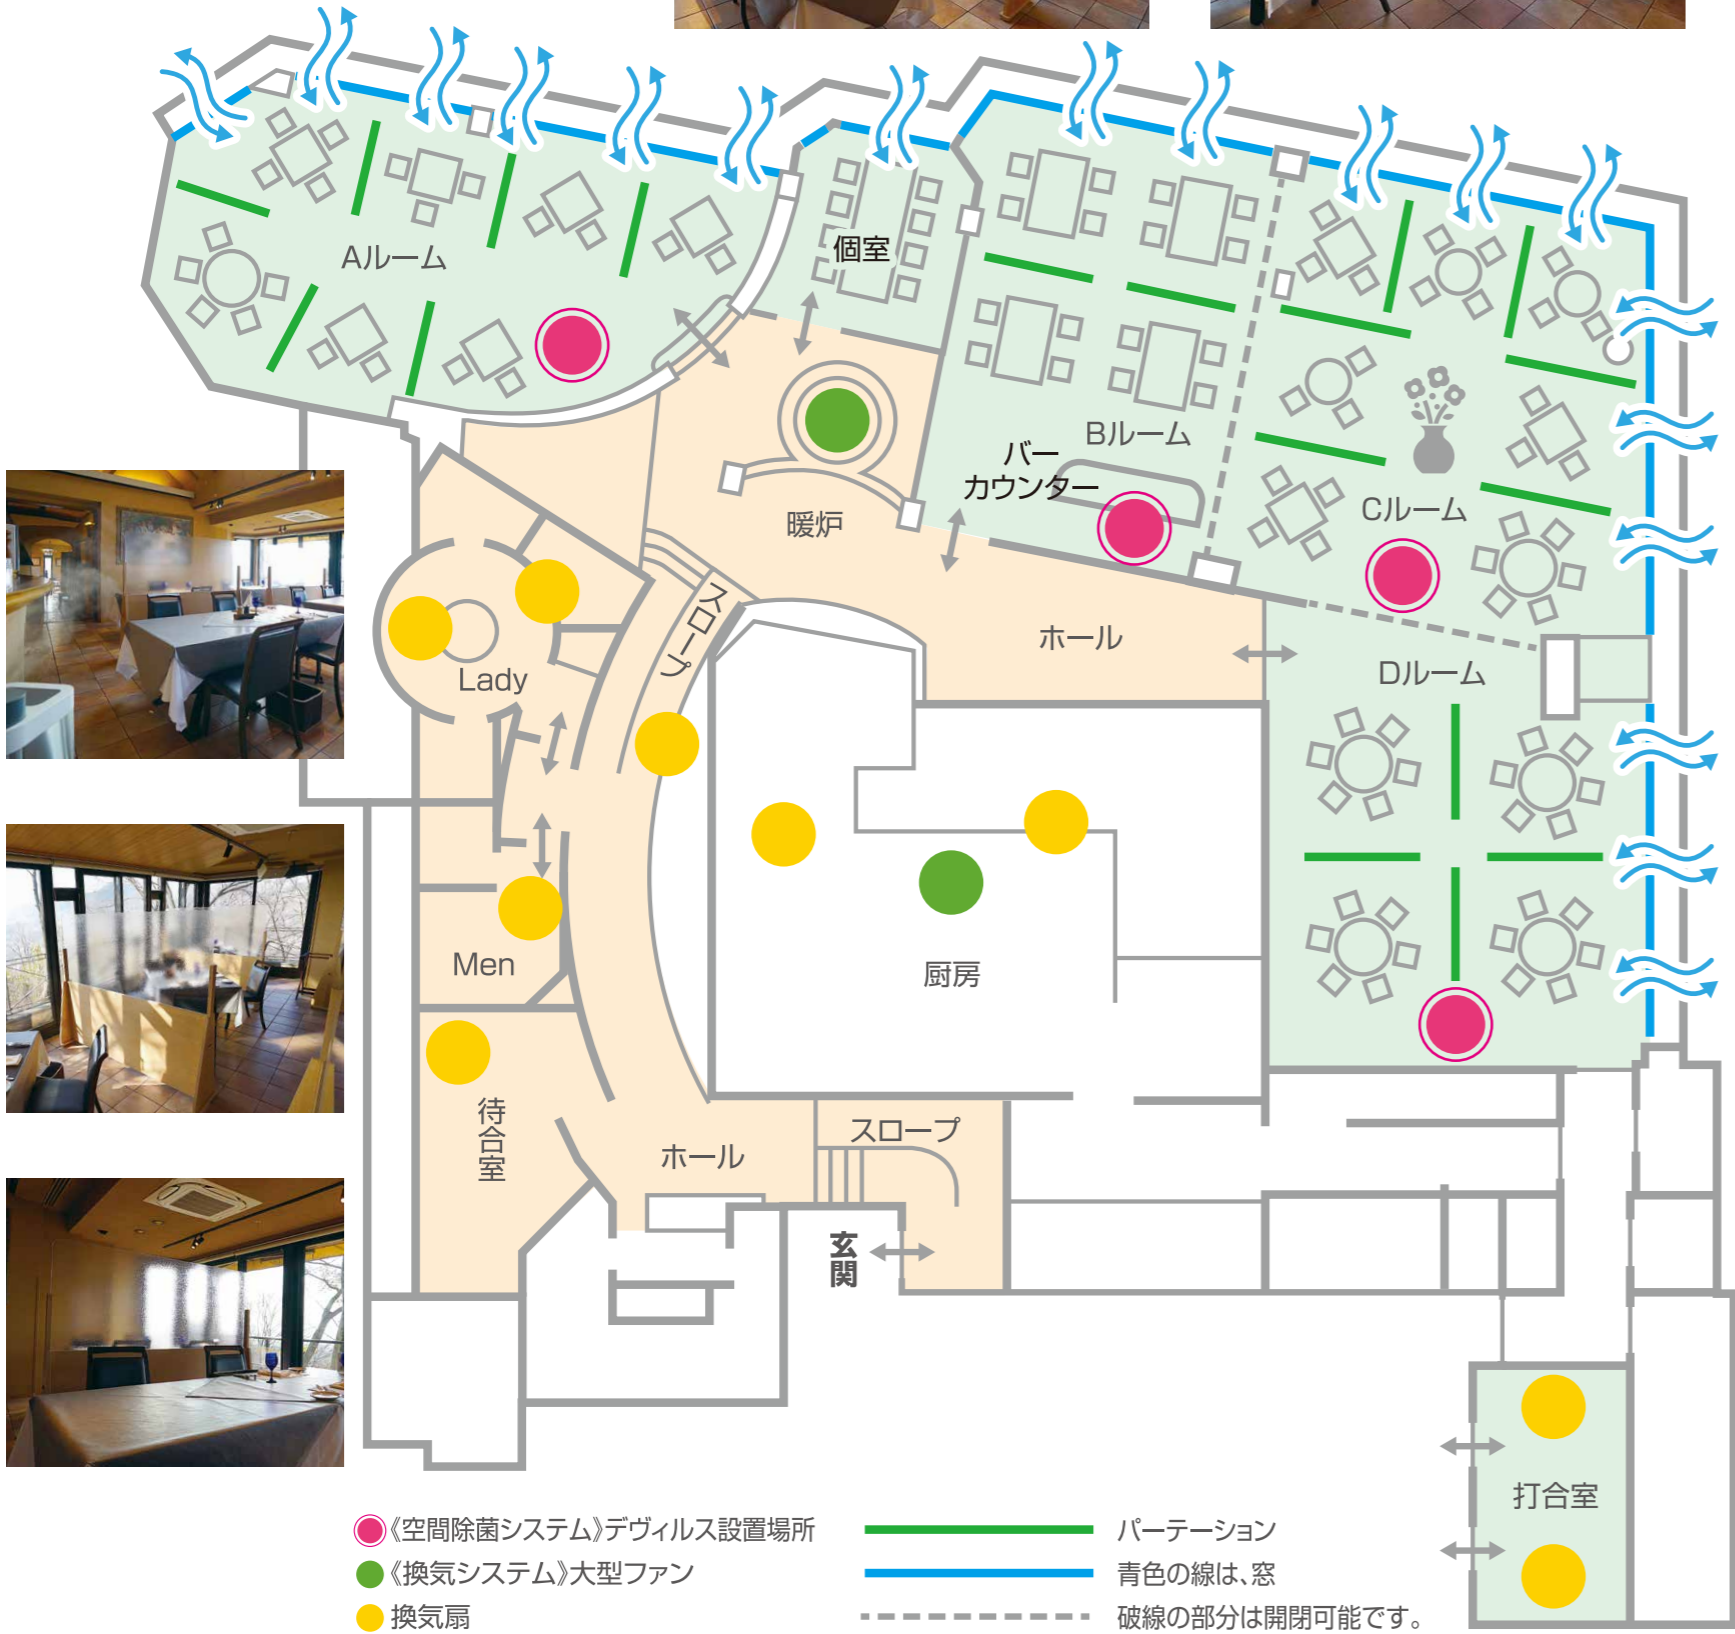 Aルーム
個室
Bルーム
バー
カウンター
Cルーム
暖炉
スロープ
ホール
Lady
Dルーム
Men
厨房
待合室
ホール
スロープ
玄関
打合室
《空間除菌システム》デヴィルス設置場所
《換気システム》大型ファン
換気扇
パーテーション
青色の線は、窓
破線の部分は開閉可能です。